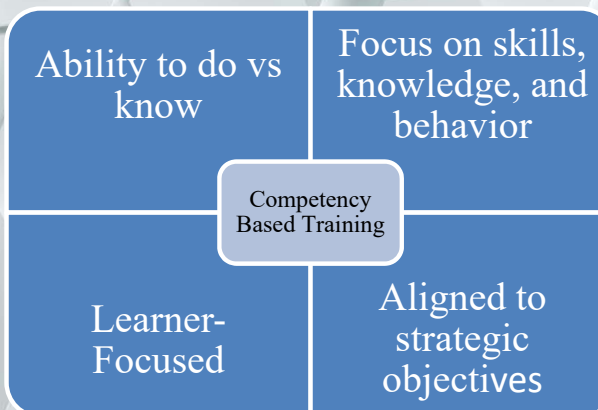 Ability to do vs
know
Focus on skills,
knowledge, and
behavior
Competency
Based Training
Learner-
Focused
Aligned to
strategic
objectives